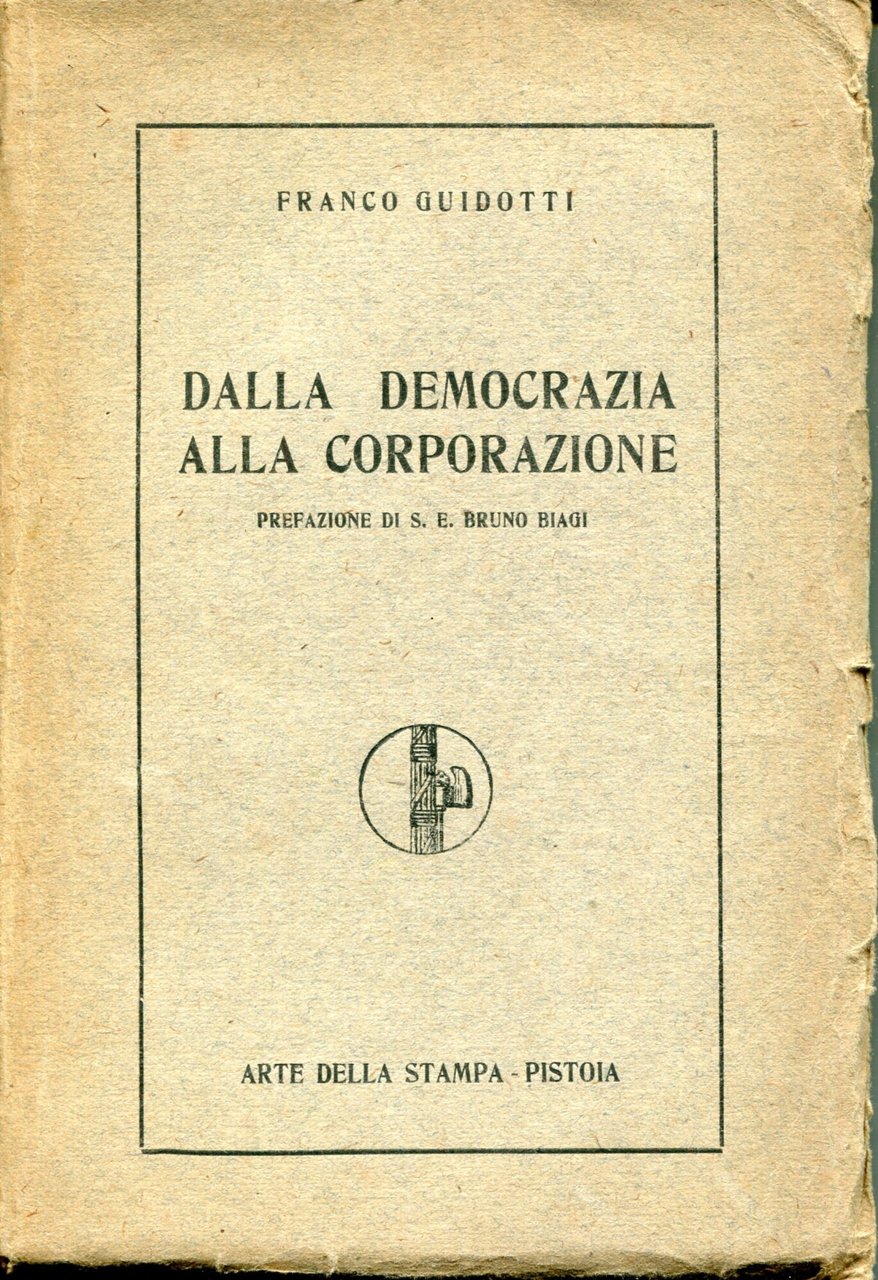 FRANCO GUIDOTTI
DALLA DEMOCRAZIA
ALLA CORPORAZIONE
PREFAZIONE DI S. E. BRUNO BIAGI
ARTE DELLA STAMPA - PISTOIA